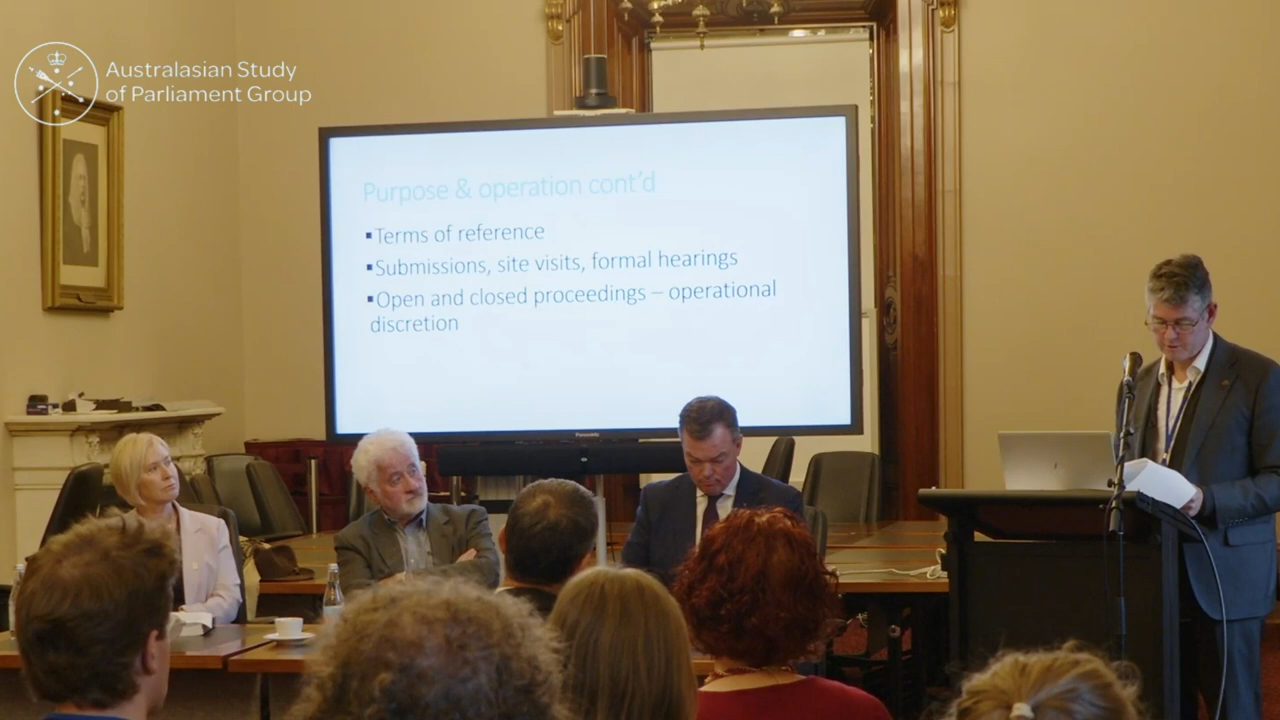 Australasian Study
of Parliament Group
Purpose & operation cont'd
▪Terms of reference
▪Submissions, site visits, formal hearings
▪Open and closed proceedings – operational
discretion
Panasonic